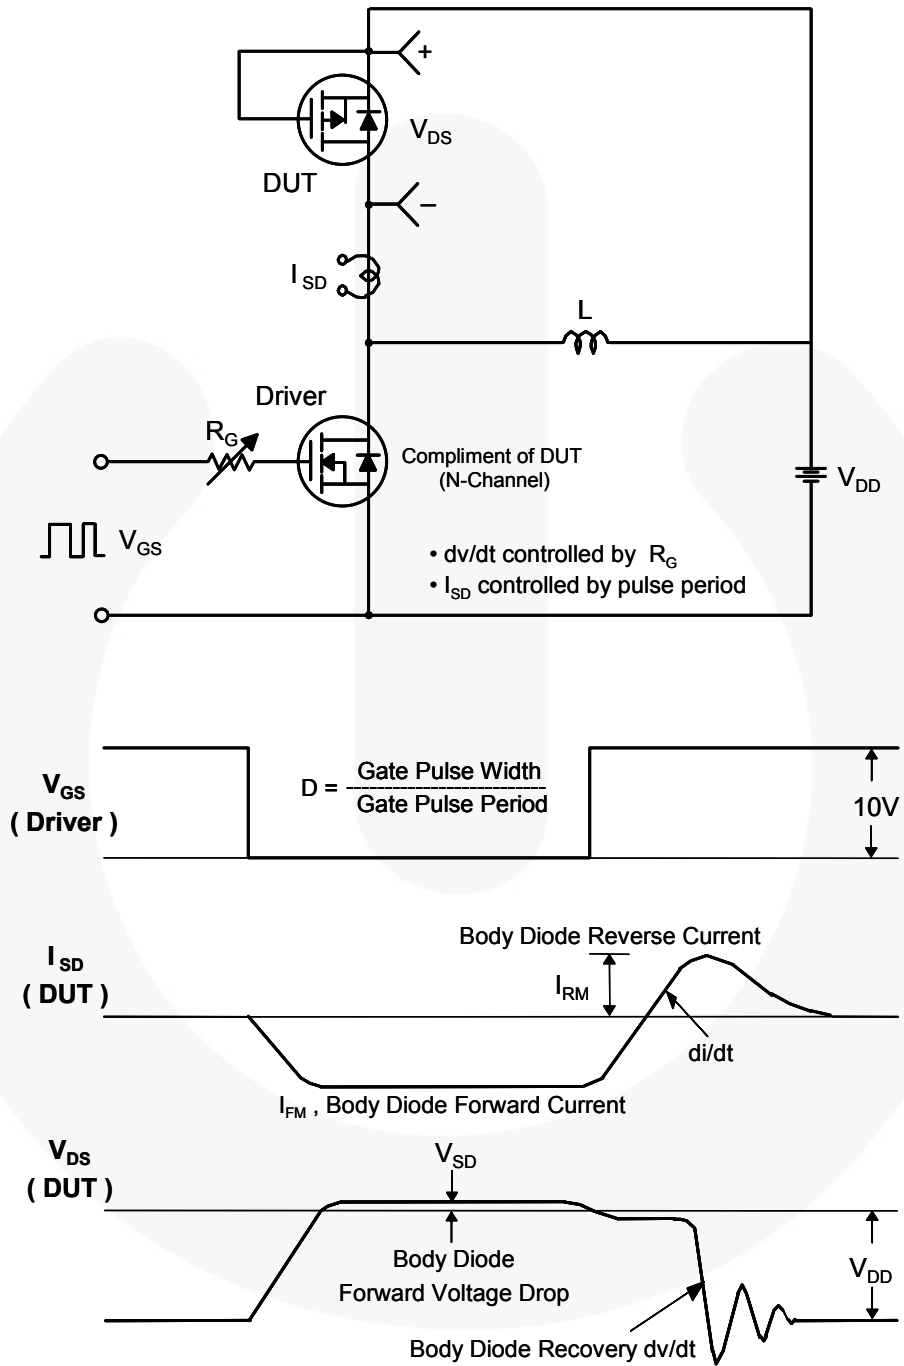 +
V_DS
DUT
–
I_SD
L
Driver
R_G
Compliment of DUT
(N-Channel)
V_DD
V_GS
• dv/dt controlled by R_G
• I_SD controlled by pulse period
V_GS
( Driver )
D = Gate Pulse Width
Gate Pulse Period
10V
I_SD
( DUT )
Body Diode Reverse Current
I_RM
di/dt
I_FM , Body Diode Forward Current
V_DS
( DUT )
V_SD
Body Diode
Forward Voltage Drop
V_DD
Body Diode Recovery dv/dt